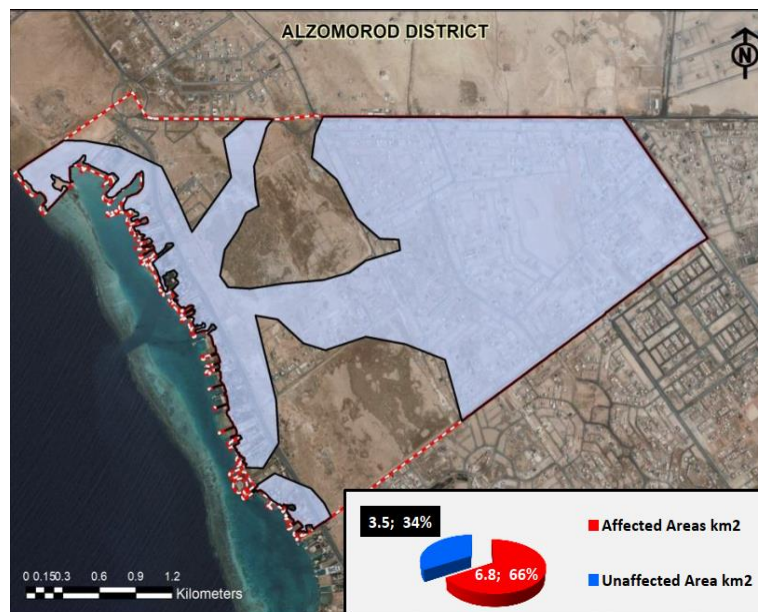 ALZOMOROD DISTRICT
N
3.5; 34%
6.8; 66%
Affected Areas km2
Unaffected Area km2
0 0.15 0.3 0.6 0.9 1.2
Kilometers